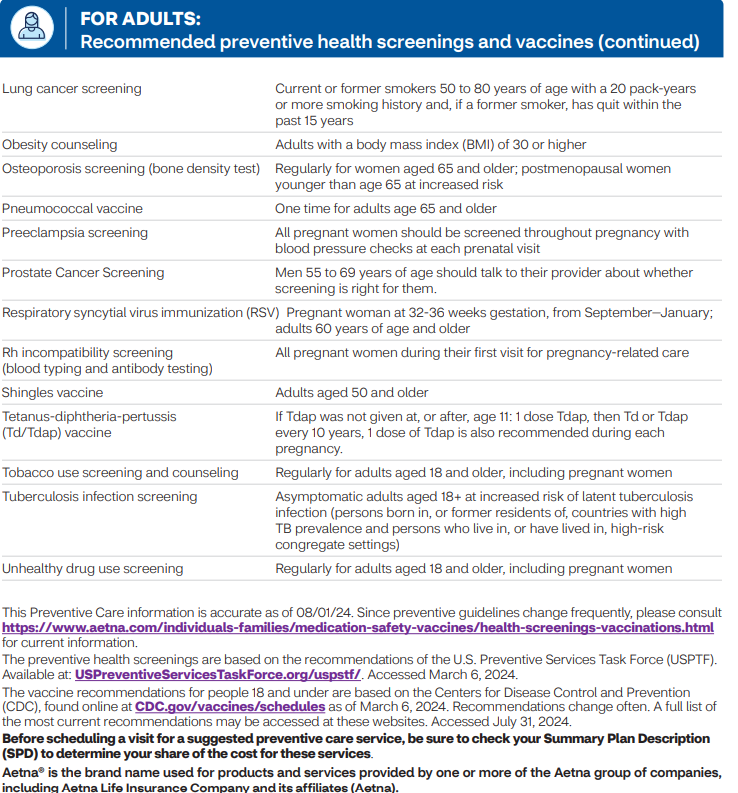 FOR ADULTS:
Recommended preventive health screenings and vaccines (continued)
Lung cancer screening
Current or former smokers 50 to 80 years of age with a 20 pack-years
or more smoking history and, if a former smoker, has quit within the
past 15 years
Obesity counseling
Adults with a body mass index (BMI) of 30 or higher
Osteoporosis screening (bone density test)
Regularly for women aged 65 and older; postmenopausal women
younger than age 65 at increased risk
Pneumococcal vaccine
One time for adults age 65 and older
Preeclampsia screening
All pregnant women should be screened throughout pregnancy with
blood pressure checks at each prenatal visit
Prostate Cancer Screening
Men 55 to 69 years of age should talk to their provider about whether
screening is right for them.
Respiratory syncytial virus immunization (RSV)
Pregnant woman at 32-36 weeks gestation, from September–January;
adults 60 years of age and older
Rh incompatibility screening
(blood typing and antibody testing)
All pregnant women during their first visit for pregnancy-related care
Shingles vaccine
Adults aged 50 and older
Tetanus-diphtheria-pertussis
(Td/Tdap) vaccine
If Tdap was not given at, or after, age 11: 1 dose Tdap, then Td or Tdap
every 10 years, 1 dose of Tdap is also recommended during each
pregnancy.
Tobacco use screening and counseling
Regularly for adults aged 18 and older, including pregnant women
Tuberculosis infection screening
Asymptomatic adults aged 18+ at increased risk of latent tuberculosis
infection (persons born in, or former residents of, countries with high
TB prevalence and persons who live in, or have lived in, high-risk
congregate settings)
Unhealthy drug use screening
Regularly for adults aged 18 and older, including pregnant women
This Preventive Care information is accurate as of 08/01/24. Since preventive guidelines change frequently, please consult
https://www.aetna.com/individuals-families/medication-safety-vaccines/health-screenings-vaccinations.html
for current information.
The preventive health screenings are based on the recommendations of the U.S. Preventive Services Task Force (USPTF).
Available at: USPreventiveServicesTaskForce.org/uspstf/. Accessed March 6, 2024.
The vaccine recommendations for people 18 and under are based on the Centers for Disease Control and Prevention
(CDC), found online at CDC.gov/vaccines/schedules as of March 6, 2024. Recommendations change often. A full list of
the most current recommendations may be accessed at these websites. Accessed July 31, 2024.
Before scheduling a visit for a suggested preventive care service, be sure to check your Summary Plan Description
(SPD) to determine your share of the cost for these services.
Aetna® is the brand name used for products and services provided by one or more of the Aetna group of companies,
including Aetna Life Insurance Company and its affiliates (Aetna).